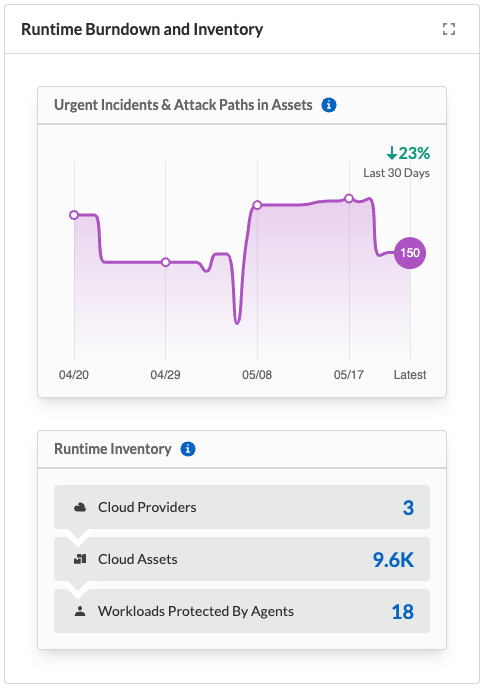 Runtime Burndown and Inventory
Urgent Incidents & Attack Paths in Assets
↓23%
Last 30 Days
150
04/20 04/29 05/08 05/17 Latest
Runtime Inventory
Cloud Providers 3
Cloud Assets 9.6K
Workloads Protected By Agents 18